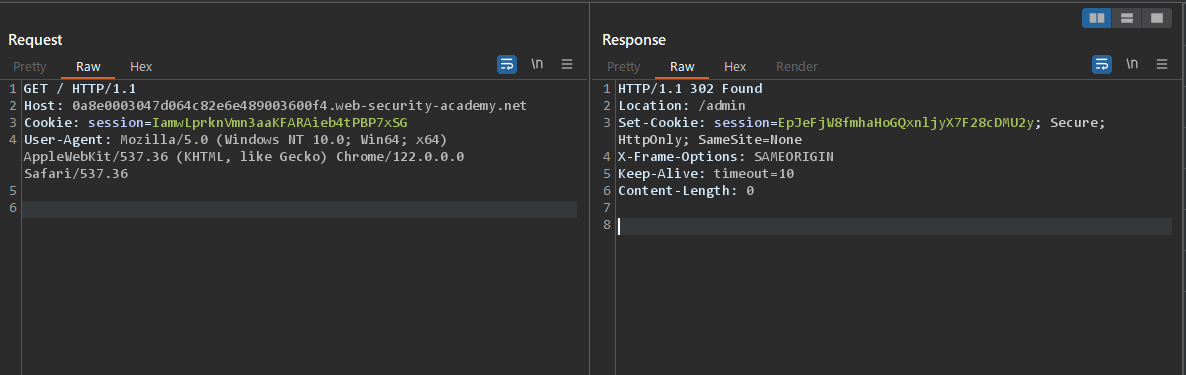 Request
Pretty Raw Hex \n
1 GET / HTTP/1.1
2 Host: 0a8e0003047d064c82e6e489003600f4.web-security-academy.net
3 Cookie: session=IamwLprknVmn3aaKFARAieb4tPBP7xSG
4 User-Agent: Mozilla/5.0 (Windows NT 10.0; Win64; x64)
AppleWebKit/537.36 (KHTML, like Gecko) Chrome/122.0.0.0
Safari/537.36
5
6
Response
Pretty Raw Hex Render \n
1 HTTP/1.1 302 Found
2 Location: /admin
3 Set-Cookie: session=EpJeFjW8fmhaHoGQxnljyX7F28cDMU2y; Secure;
HttpOnly; SameSite=None
4 X-Frame-Options: SAMEORIGIN
5 Keep-Alive: timeout=10
6 Content-Length: 0
7
8